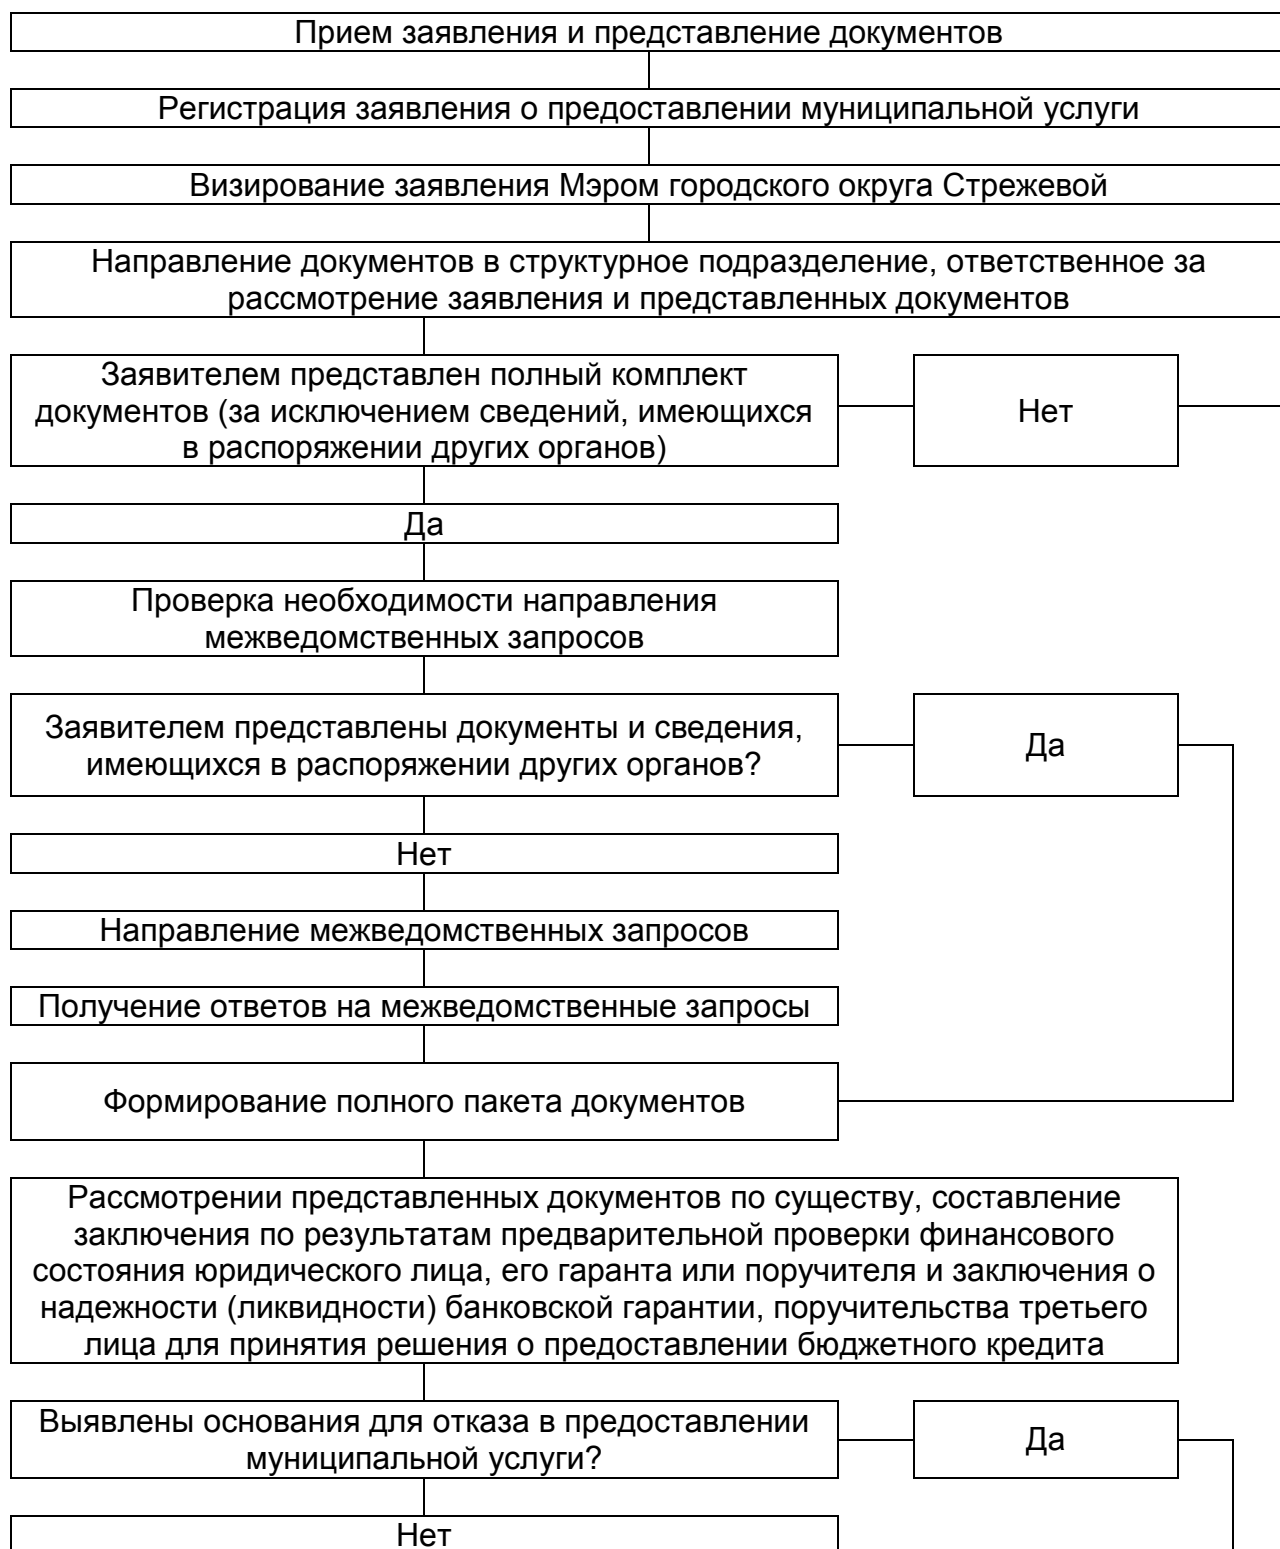 Прием заявления и представление документов
Регистрация заявления о предоставлении муниципальной услуги
Визирование заявления Мэром городского округа Стрежевой
Направление документов в структурное подразделение, ответственное за
рассмотрение заявления и представленных документов
Заявителем представлен полный комплект
документов (за исключением сведений, имеющихся
в распоряжении других органов)
Нет
Да
Проверка необходимости направления
межведомственных запросов
Заявителем представлены документы и сведения,
имеющихся в распоряжении других органов?
Да
Нет
Направление межведомственных запросов
Получение ответов на межведомственные запросы
Формирование полного пакета документов
Рассмотрении представленных документов по существу, составление
заключения по результатам предварительной проверки финансового
состояния юридического лица, его гаранта или поручителя и заключения о
надежности (ликвидности) банковской гарантии, поручительства третьего
лица для принятия решения о предоставлении бюджетного кредита
Выявлены основания для отказа в предоставлении
муниципальной услуги?
Да
Нет